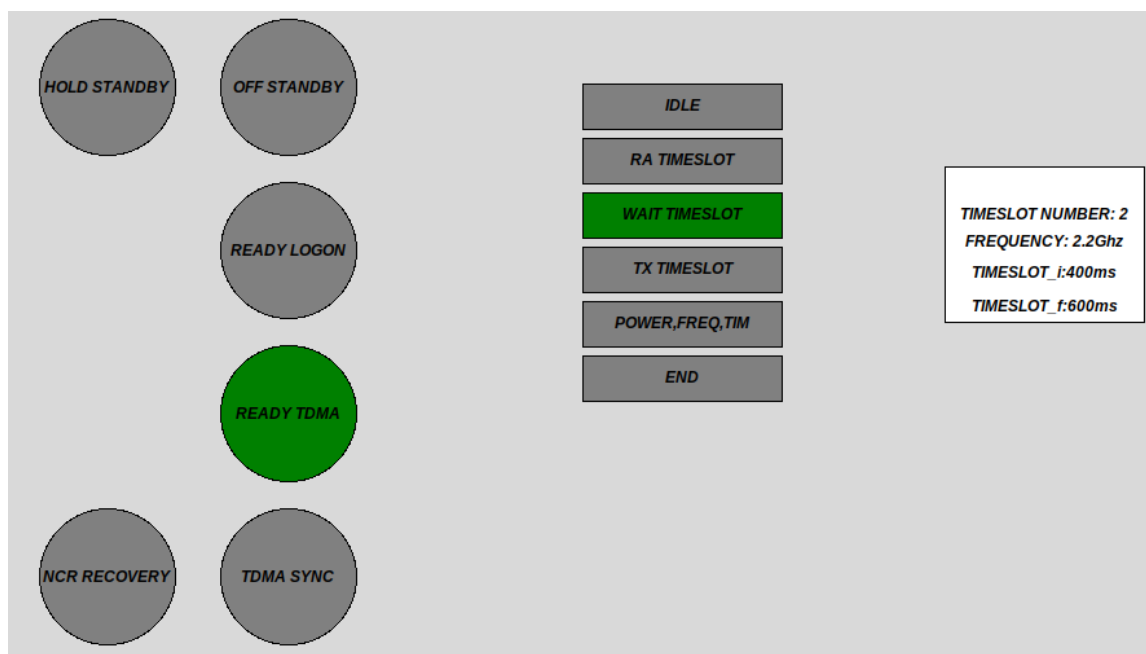 HOLD STANDBY
OFF STANDBY
READY LOGON
READY TDMA
NCR RECOVERY
TDMA SYNC
IDLE
RA TIMESLOT
WAIT TIMESLOT
TX TIMESLOT
POWER,FREQ,TIM
END
TIMESLOT NUMBER: 2
FREQUENCY: 2.2Ghz
TIMESLOT_i:400ms
TIMESLOT_f:600ms